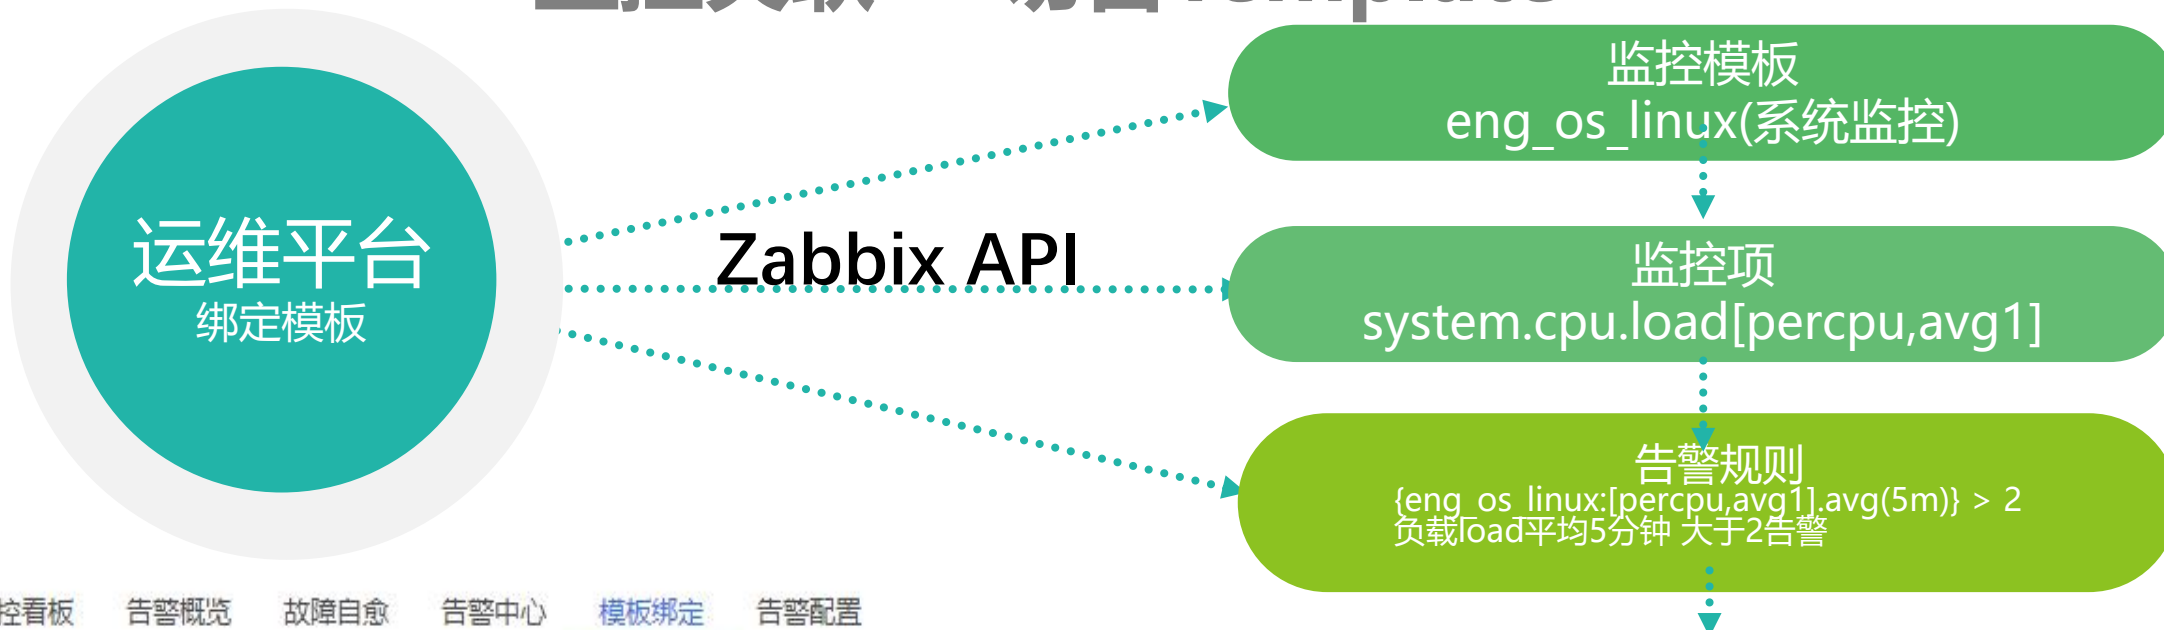 Template
监控模板
eng_os_linux(系统监控)
运维平台
绑定模板
Zabbix API
监控项
system.cpu.load[percpu,avg1]
告警规则
{eng_os_linux:[percpu,avg1].avg(5m)} > 2
负载load平均5分钟 大于2告警
控看板 告警概览 故障自愈 告警中心 模板绑定 告警配置